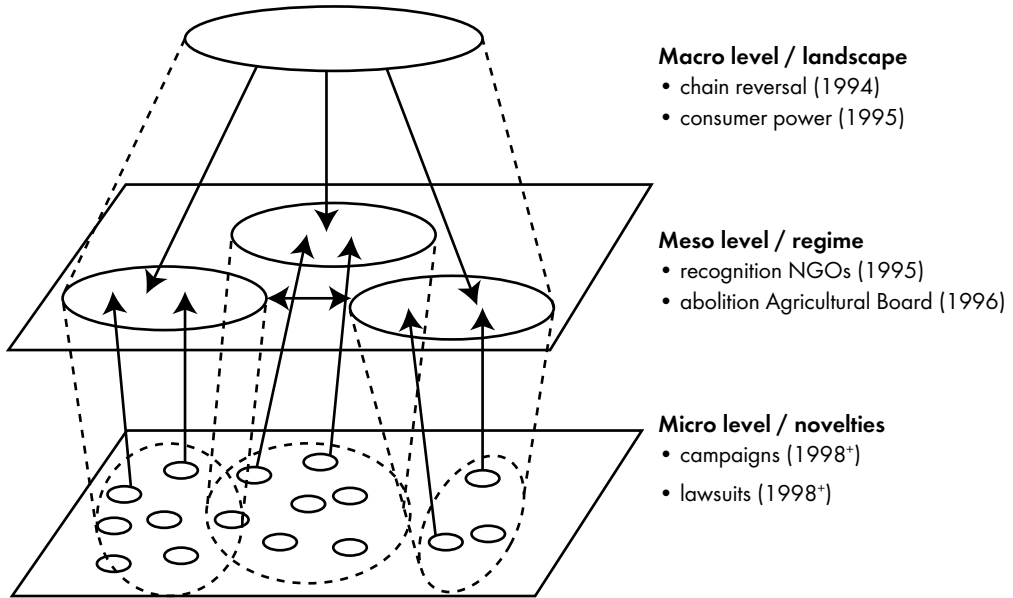 Macro level / landscape
• chain reversal (1994)
• consumer power (1995)
Meso level / regime
• recognition NGOs (1995)
• abolition Agricultural Board (1996)
Micro level / novelties
• campaigns (1998⁺)
• lawsuits (1998⁺)